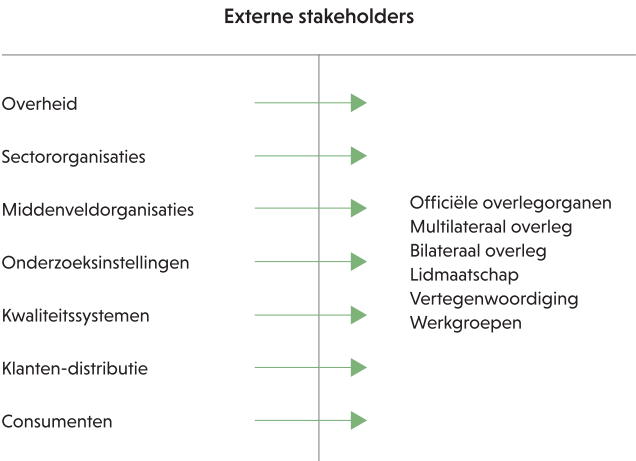 Externe stakeholders
Overheid
Sectororganisaties
Middenveldorganisaties
Onderzoeksinstellingen
Kwaliteitssystemen
Klanten-distributie
Consumenten
Officiële overlegorganen
Multilateraal overleg
Bilateraal overleg
Lidmaatschap
Vertegenwoordiging
Werkgroepen